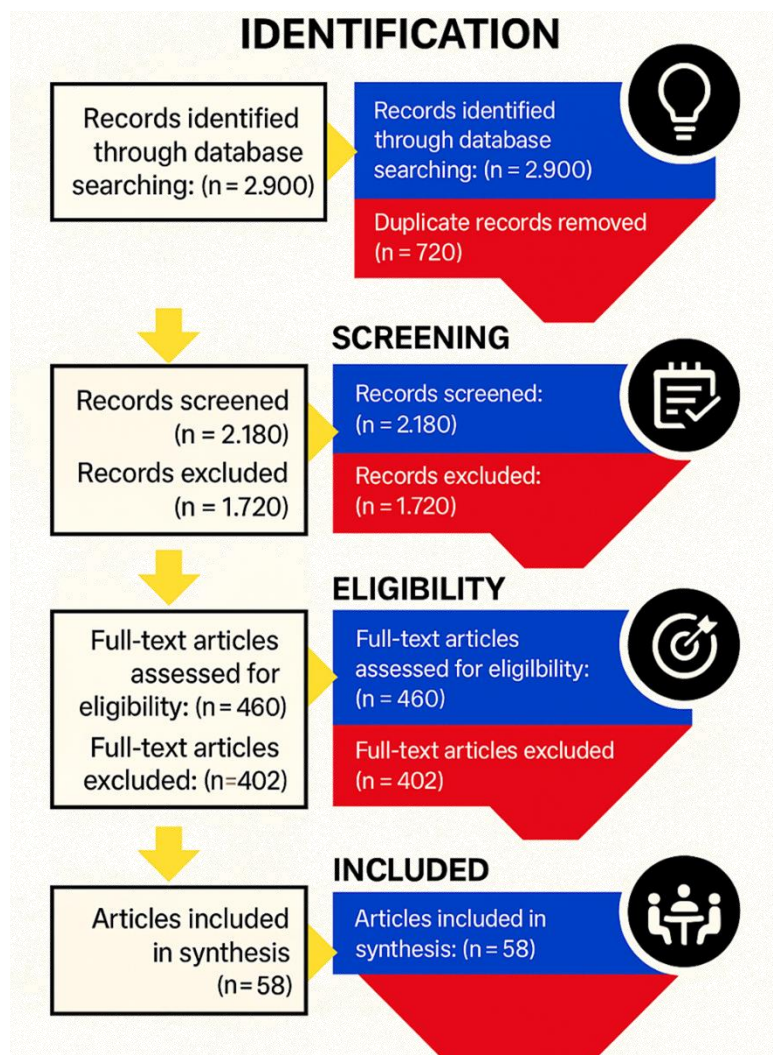 IDENTIFICATION
Records identified
through database
searching: (n = 2.900)
Records identified
through database
searching: (n = 2.900)
Duplicate records removed
(n = 720)
SCREENING
Records screened
(n = 2.180)
Records excluded
(n = 1.720)
Records screened:
(n = 2.180)
Records excluded:
(n = 1.720)
ELIGIBILITY
Full-text articles
assessed for
eligibility: (n = 460)
Full-text articles
excluded: (n=402)
Full-text articles
assessed for eligilbility:
(n = 460)
Full-text articles excluded
(n = 402)
INCLUDED
Articles included
in synthesis
(n = 58)
Articles included in
synthesis: (n = 58)